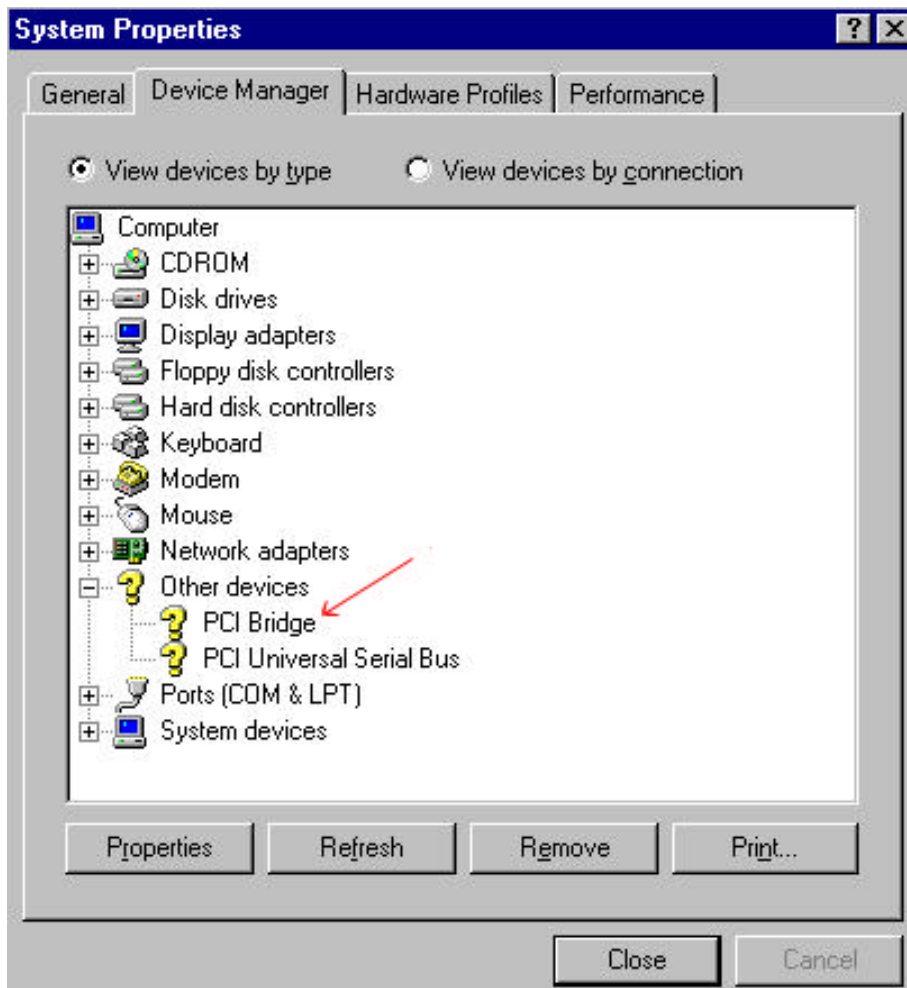 System Properties
General Device Manager Hardware Profiles Performance
View devices by type View devices by connection
Computer
CDROM
Disk drives
Display adapters
Floppy disk controllers
Hard disk controllers
Keyboard
Modem
Mouse
Network adapters
Other devices
PCI Bridge
PCI Universal Serial Bus
Ports (COM & LPT)
System devices
Properties Refresh Remove Print...
Close Cancel